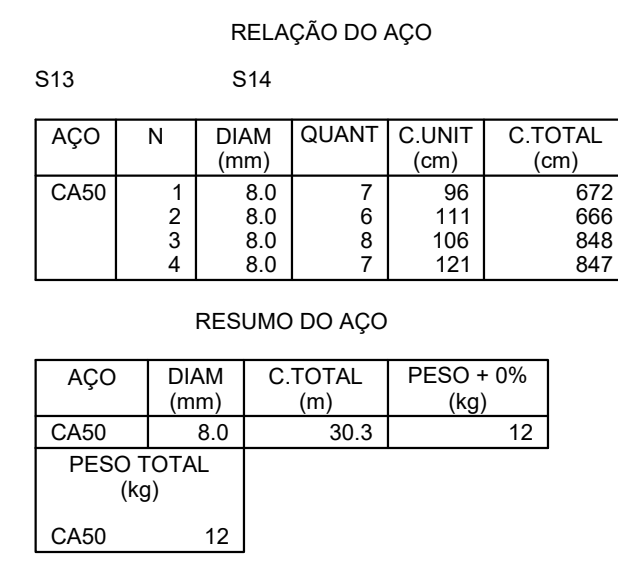 RELAÇÃO DO AÇO
S13 S14
AÇO N DIAM (mm) QUANT C.UNIT (cm) C.TOTAL (cm)
CA50 1 8.0 7 96 672
2 8.0 6 111 666
3 8.0 8 106 848
4 8.0 7 121 847
RESUMO DO AÇO
AÇO DIAM (mm) C.TOTAL (m) PESO + 0% (kg)
CA50 8.0 30.3 12
PESO TOTAL
(kg)
CA50 12